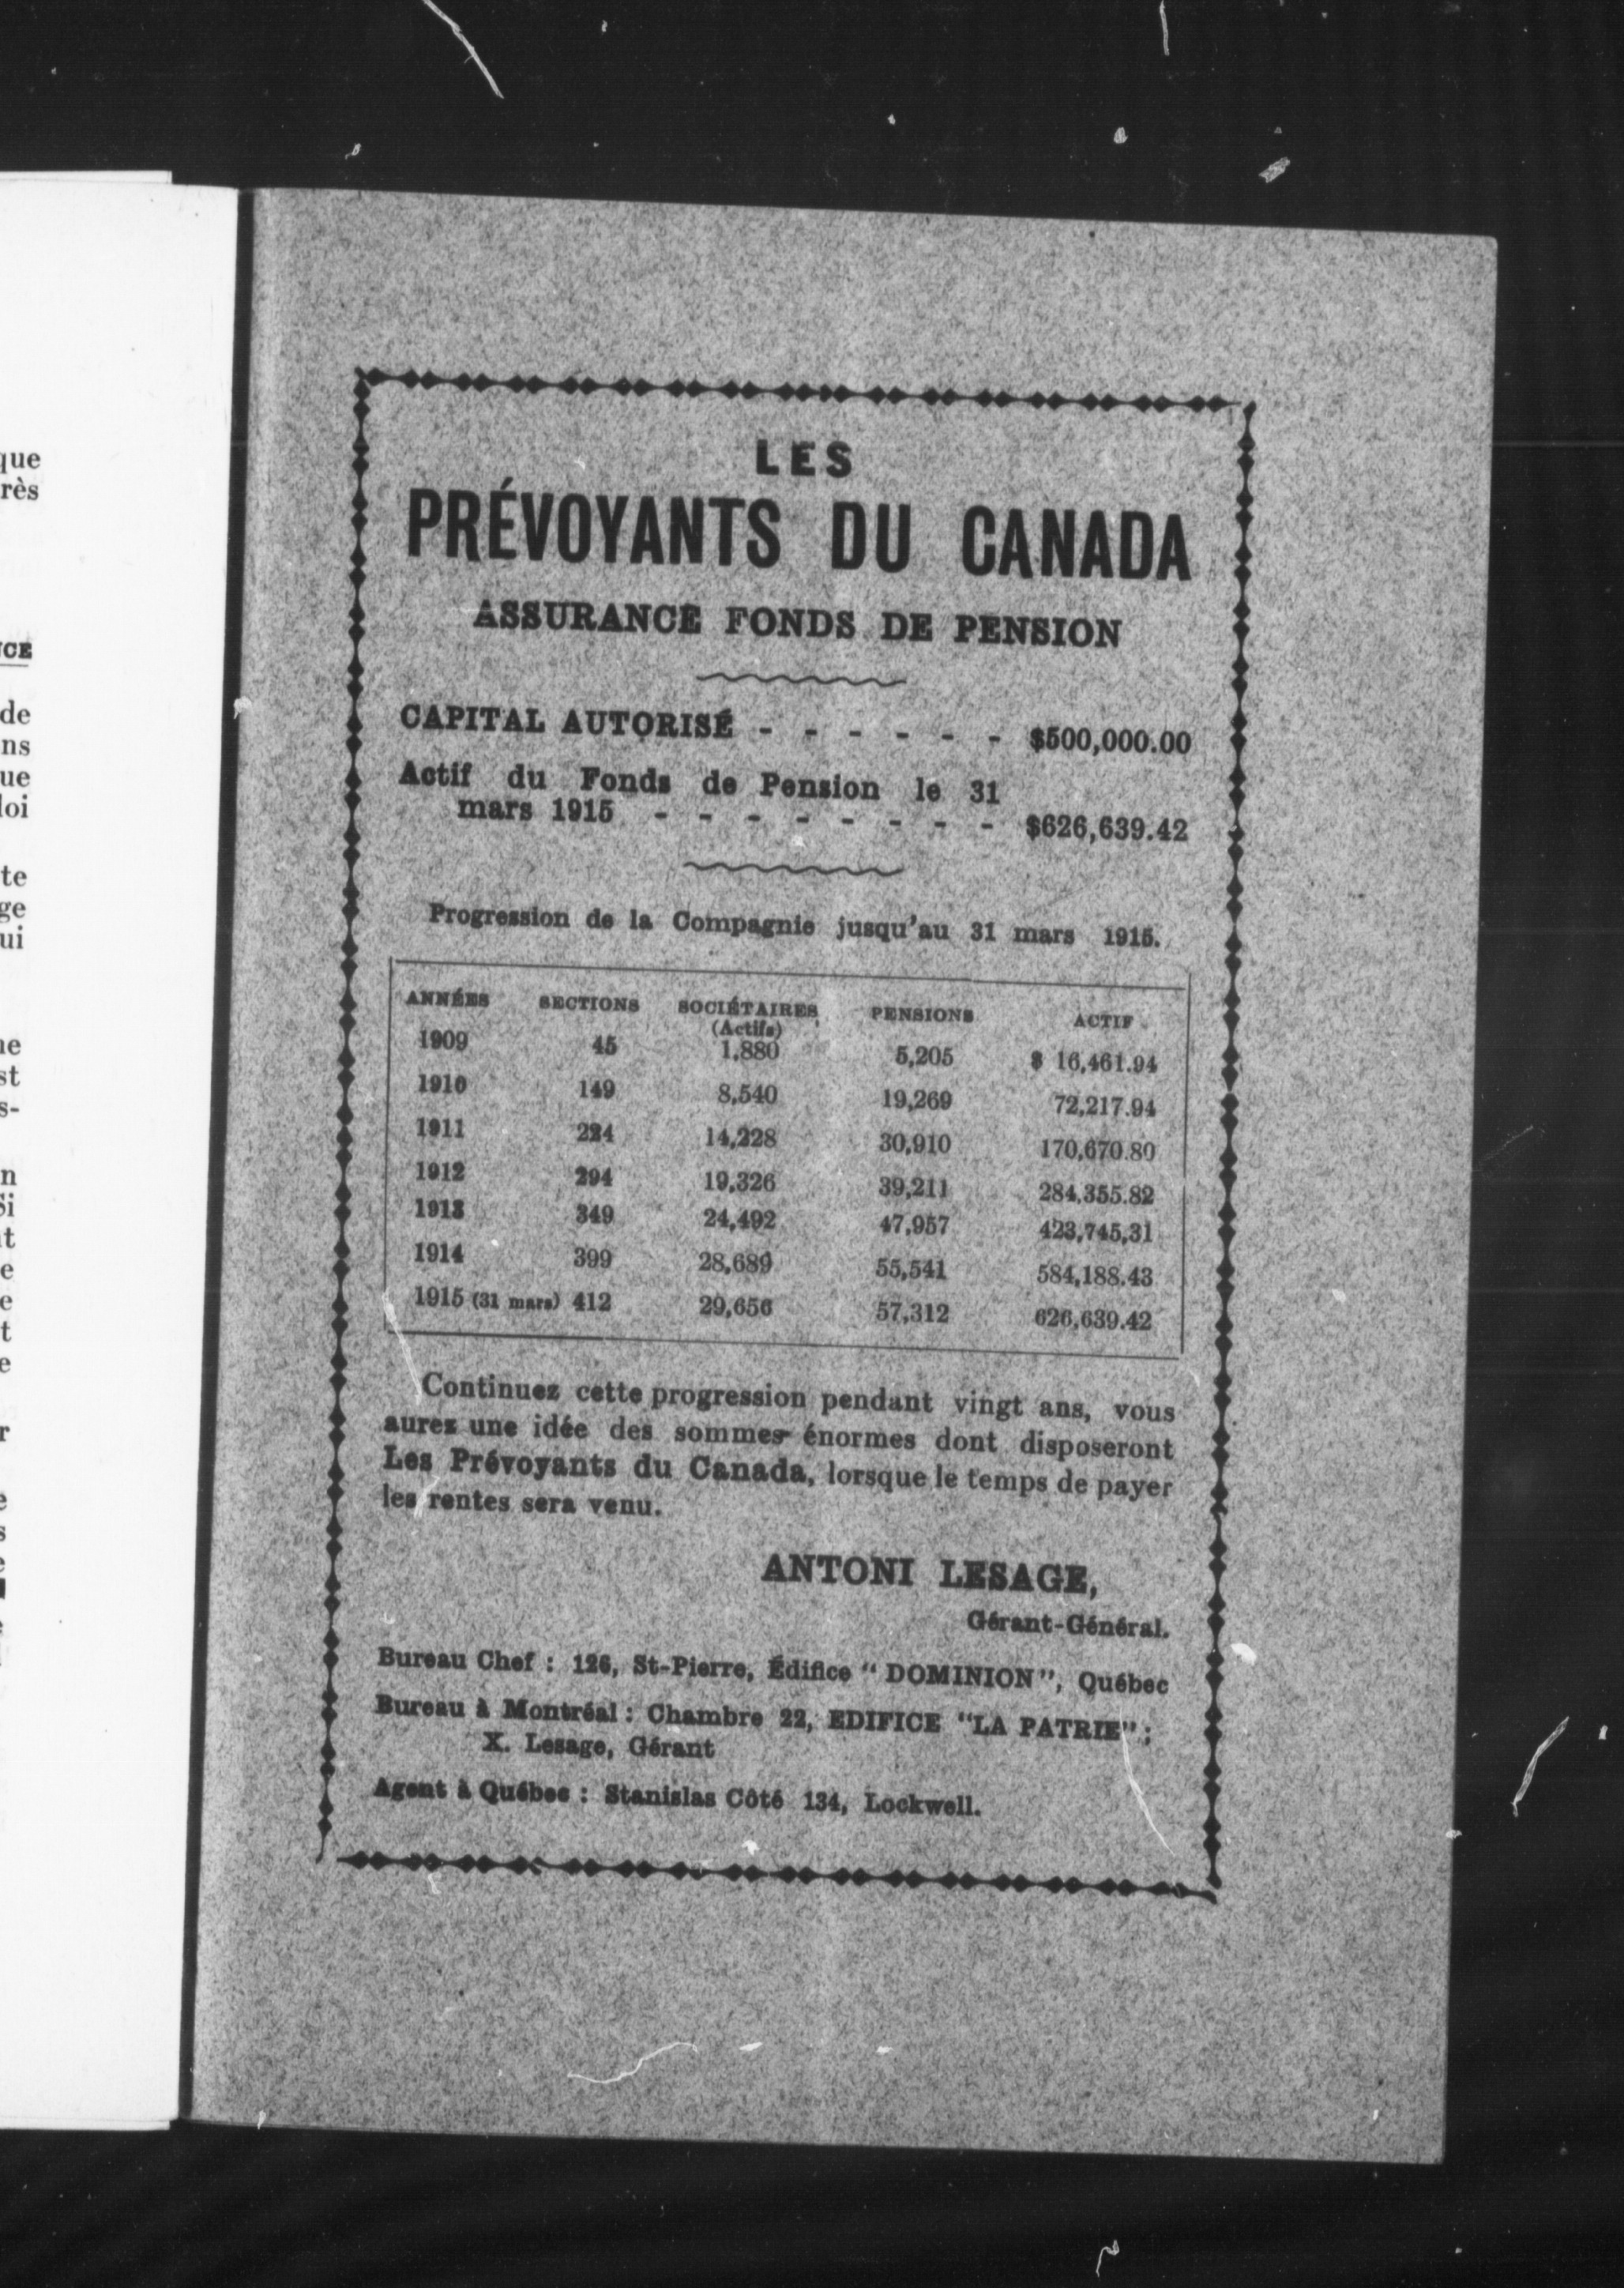 que
rès
CE
de
ns
ue
loi
te
ge
ui
ne
st
s-
n
Si
nt
e
e
t
e
r
e
s
e
LES
PRÉVOYANTS DU CANADA
ASSURANCE FONDS DE PENSION
CAPITAL AUTORISÉ - - - - - - $500,000.00
Actif du Fonds de Pension le 31
mars 1915 - - - - - - - - $626,639.42
Progression de la Compagnie jusqu'au 31 mars 1915.
ANNÉES SECTIONS SOCIÉTAIRES PENSIONS ACTIF
(Actifs)
1909 45 1,880 5,205 $ 16,461.94
1910 149 8,540 19,269 72,217.94
1911 224 14,228 30,910 170,670.80
1912 294 19,326 39,211 284,355.82
1913 349 24,492 47,957 423,745,31
1914 399 28,689 55,541 584,188.43
1915 (31 mars) 412 29,656 57,312 626,639.42
Continuez cette progression pendant vingt ans, vous
aurez une idée des sommes énormes dont disposeront
Les Prévoyants du Canada, lorsque le temps de payer
les rentes sera venu.
ANTONI LESAGE,
Gérant-Général.
Bureau Chef : 126, St-Pierre, Édifice " DOMINION ", Québec
Bureau à Montréal : Chambre 22, EDIFICE "LA PATRIE" ;
X. Lesage, Gérant
Agent à Québec : Stanislas Côté 134, Lockwell.